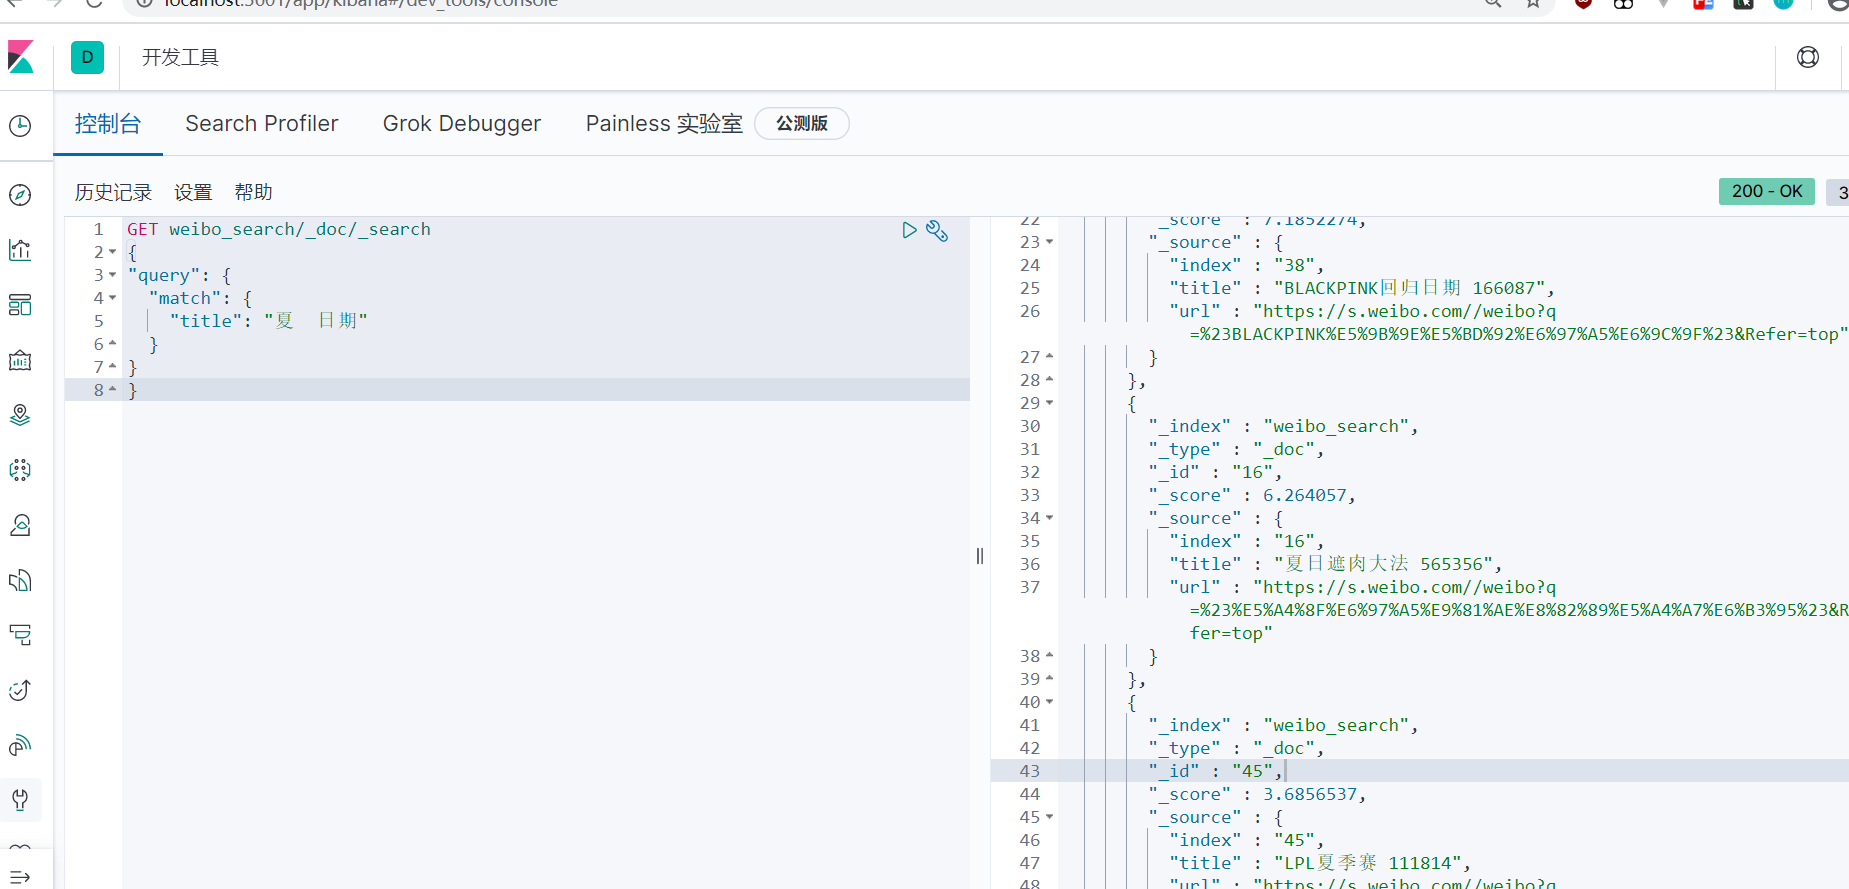 localhost:5601/app/kibana#/dev_tools/console
D 开发工具
控制台 Search Profiler Grok Debugger Painless 实验室 公测版
历史记录 设置 帮助
200 - OK 3
1 GET weibo_search/_doc/_search
2 {
3 "query": {
4 "match": {
5 "title": "夏  日期"
6 }
7 }
8 }
22 "_score" : 7.1852274,
23 "_source" : {
24 "index" : "38",
25 "title" : "BLACKPINK回归日期 166087",
26 "url" : "https://s.weibo.com//weibo?q
=%23BLACKPINK%E5%9B%9E%E5%BD%92%E6%97%A5%E6%9C%9F%23&Refer=top"
27 }
28 },
29 {
30 "_index" : "weibo_search",
31 "_type" : "_doc",
32 "_id" : "16",
33 "_score" : 6.264057,
34 "_source" : {
35 "index" : "16",
36 "title" : "夏日遮肉大法 565356",
37 "url" : "https://s.weibo.com//weibo?q
=%23%E5%A4%8F%E6%97%A5%E9%81%AE%E8%82%89%E5%A4%A7%E6%B3%95%23&R
fer=top"
38 }
39 },
40 {
41 "_index" : "weibo_search",
42 "_type" : "_doc",
43 "_id" : "45",
44 "_score" : 3.6856537,
45 "_source" : {
46 "index" : "45",
47 "title" : "LPL夏季赛 111814",
48 "url" : "https://s.weibo.com//weibo?q